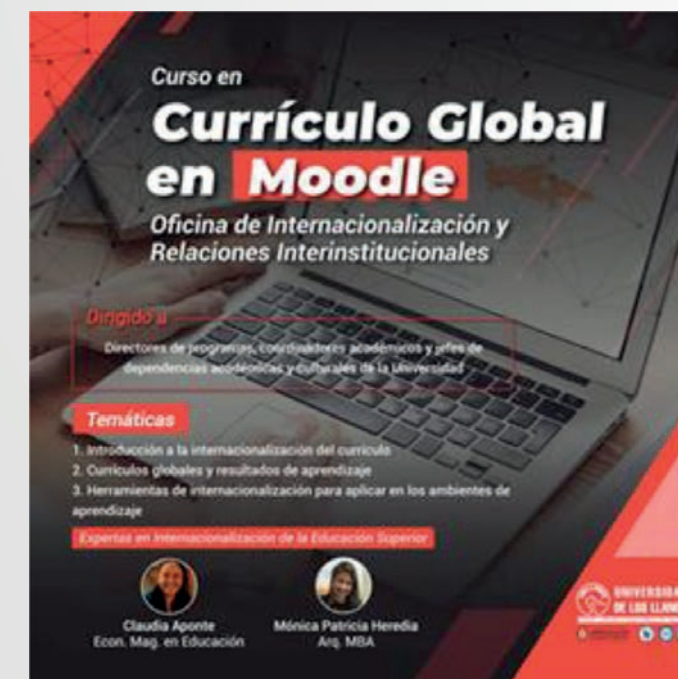 Curso en
Currículo Global
en Moodle
Oficina de Internacionalización y
Relaciones Interinstitucionales
Dirigido a
Directores de programas, coordinadores académicos y jefes de
dependencias académicas y culturales de la Universidad
Temáticas
1. Introducción a la internacionalización del currículo
2. Currículos globales y resultados de aprendizaje
3. Herramientas de internacionalización para aplicar en los ambientes de
aprendizaje
Expertas en Internacionalización de la Educación Superior
Claudia Aponte
Econ. Mag. en Educación
Mónica Patricia Heredia
Arq. MBA
UNIVERSIDA
DE LOS LLANO